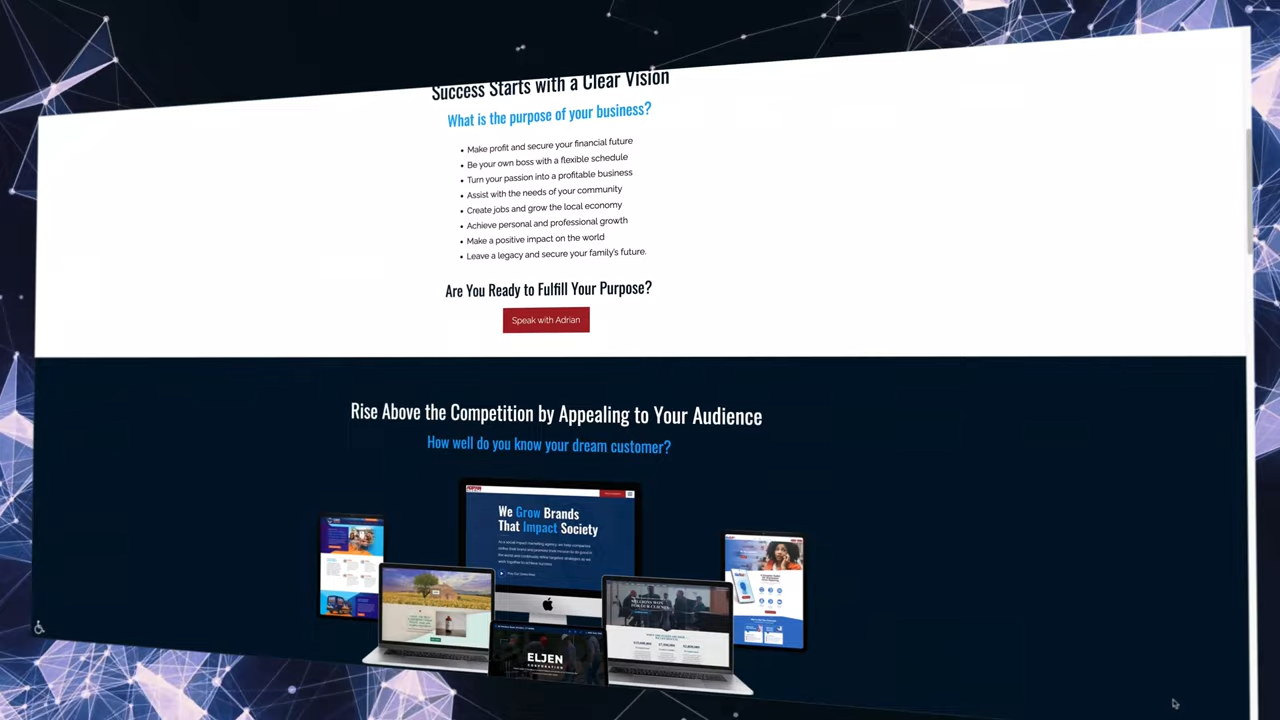 Success Starts with a Clear Vision
What is the purpose of your business?
• Make profit and secure your financial future
• Be your own boss with a flexible schedule
• Turn your passion into a profitable business
• Assist with the needs of your community
• Create jobs and grow the local economy
• Achieve personal and professional growth
• Make a positive impact on the world
• Leave a legacy and secure your family's future.
Are You Ready to Fulfill Your Purpose?
Speak with Adrian
Rise Above the Competition by Appealing to Your Audience
How well do you know your dream customer?
We Grow Brands
That Impact Society
ELJEN
CORPORATION